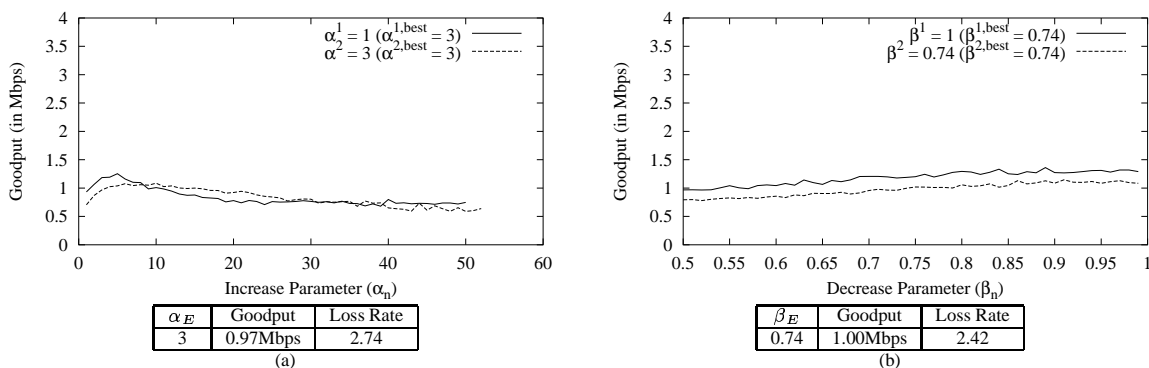 4
3.5
3
2.5
2
1.5
1
0.5
0
Goodput (in Mbps)
α¹ = 1 (α^{1,best} = 3)
α² = 3 (α^{2,best} = 3)
0 10 20 30 40 50 60
Increase Parameter (αₙ)
α_E Goodput Loss Rate
3 0.97Mbps 2.74
(a)
4
3.5
3
2.5
2
1.5
1
0.5
0
Goodput (in Mbps)
β¹ = 1 (β^{1,best} = 0.74)
β² = 0.74 (β^{2,best} = 0.74)
0.5 0.55 0.6 0.65 0.7 0.75 0.8 0.85 0.9 0.95 1
Decrease Parameter (βₙ)
β_E Goodput Loss Rate
0.74 1.00Mbps 2.42
(b)